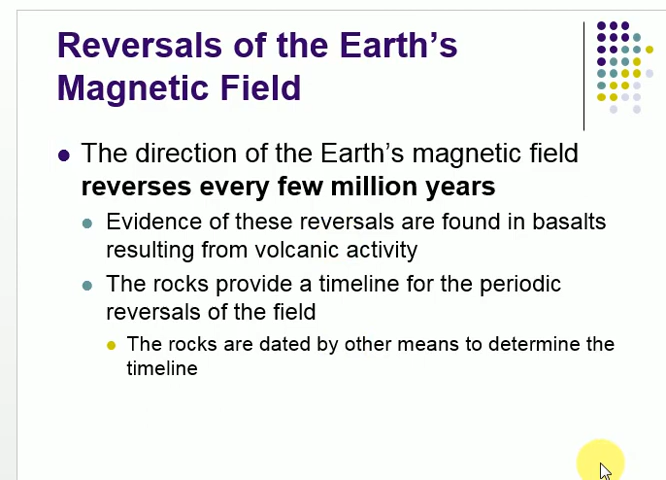 Reversals of the Earth’s
Magnetic Field
The direction of the Earth’s magnetic field
reverses every few million years
Evidence of these reversals are found in basalts
resulting from volcanic activity
The rocks provide a timeline for the periodic
reversals of the field
The rocks are dated by other means to determine the
timeline